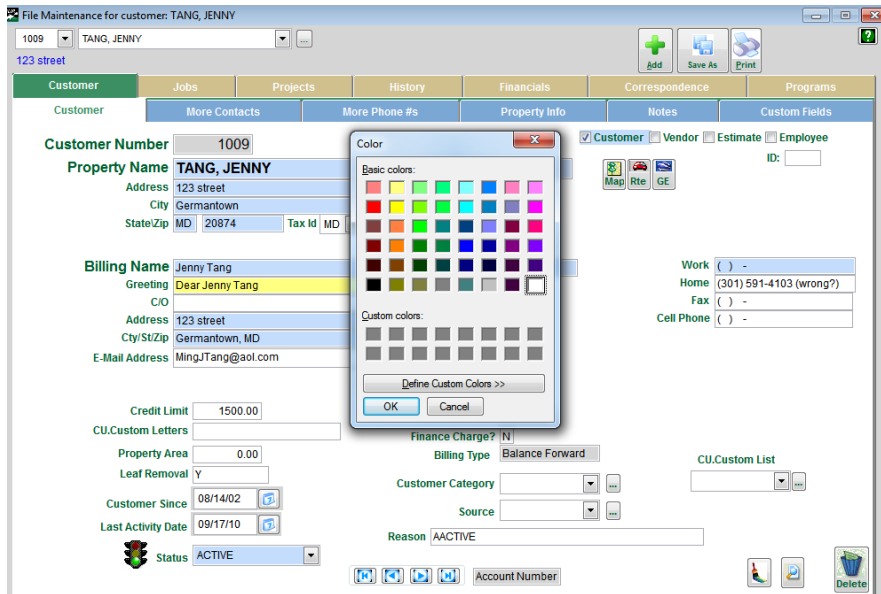 File Maintenance for customer: TANG, JENNY
1009 TANG, JENNY ...
123 street
Add Save As Print ?
Customer Jobs Projects History Financials Correspondence Programs
Customer More Contacts More Phone #s Property Info Notes Custom Fields
Customer Number 1009
Customer Vendor Estimate Employee
ID:
Property Name TANG, JENNY
Map Rte GE
Address 123 street
City Germantown
State\Zip MD 20874 Tax Id MD
Billing Name Jenny Tang
Greeting Dear Jenny Tang
C/O
Address 123 street
Cty/St/Zip Germantown, MD
E-Mail Address MingJTang@aol.com
Color
Basic colors:
Custom colors:
Define Custom Colors >>
OK Cancel
Work ( ) -
Home (301) 591-4103 (wrong?)
Fax ( ) -
Cell Phone ( ) -
Credit Limit 1500.00
CU.Custom Letters
Property Area 0.00
Leaf Removal Y
Customer Since 08/14/02
Last Activity Date 09/17/10
Status ACTIVE
Finance Charge? N
Billing Type Balance Forward
Customer Category ...
Source ...
Reason AACTIVE
CU.Custom List
...
Account Number
Delete